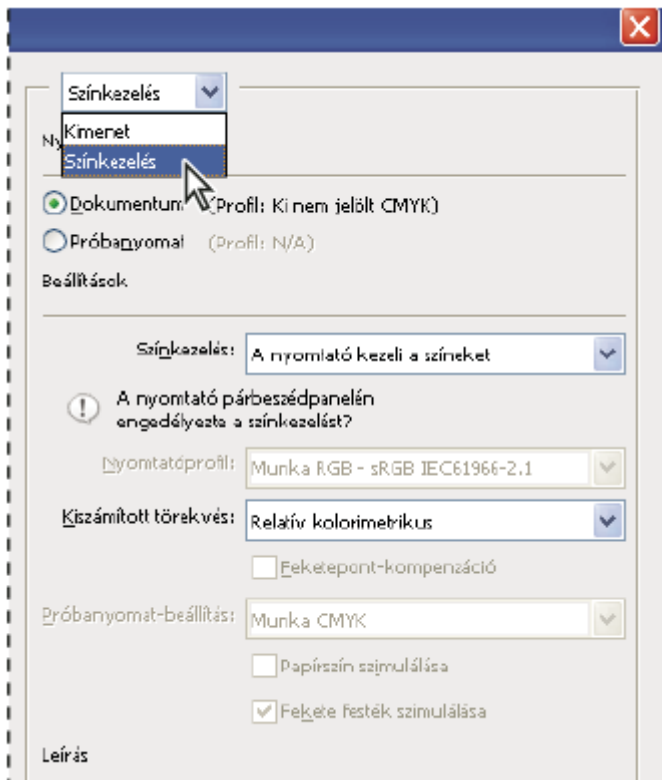 Színkezelés
Kimenet
Ny
Színkezelés
Dokumentum (Profil: Ki nem jelölt CMYK)
Próbanyomat (Profil: N/A)
Beállítások
Színkezelés: A nyomtató kezeli a színeket
A nyomtató párbeszédpanelén
engedélyezte a színkezelést?
Nyomtatóprofil: Munka RGB - sRGB IEC61966-2.1
Kiszámított törekvés: Relatív kolorimetrikus
Feketepont-kompenzáció
Próbanyomat-beállítás: Munka CMYK
Papírszín szimulálása
Fekete festék szimulálása
Leírás